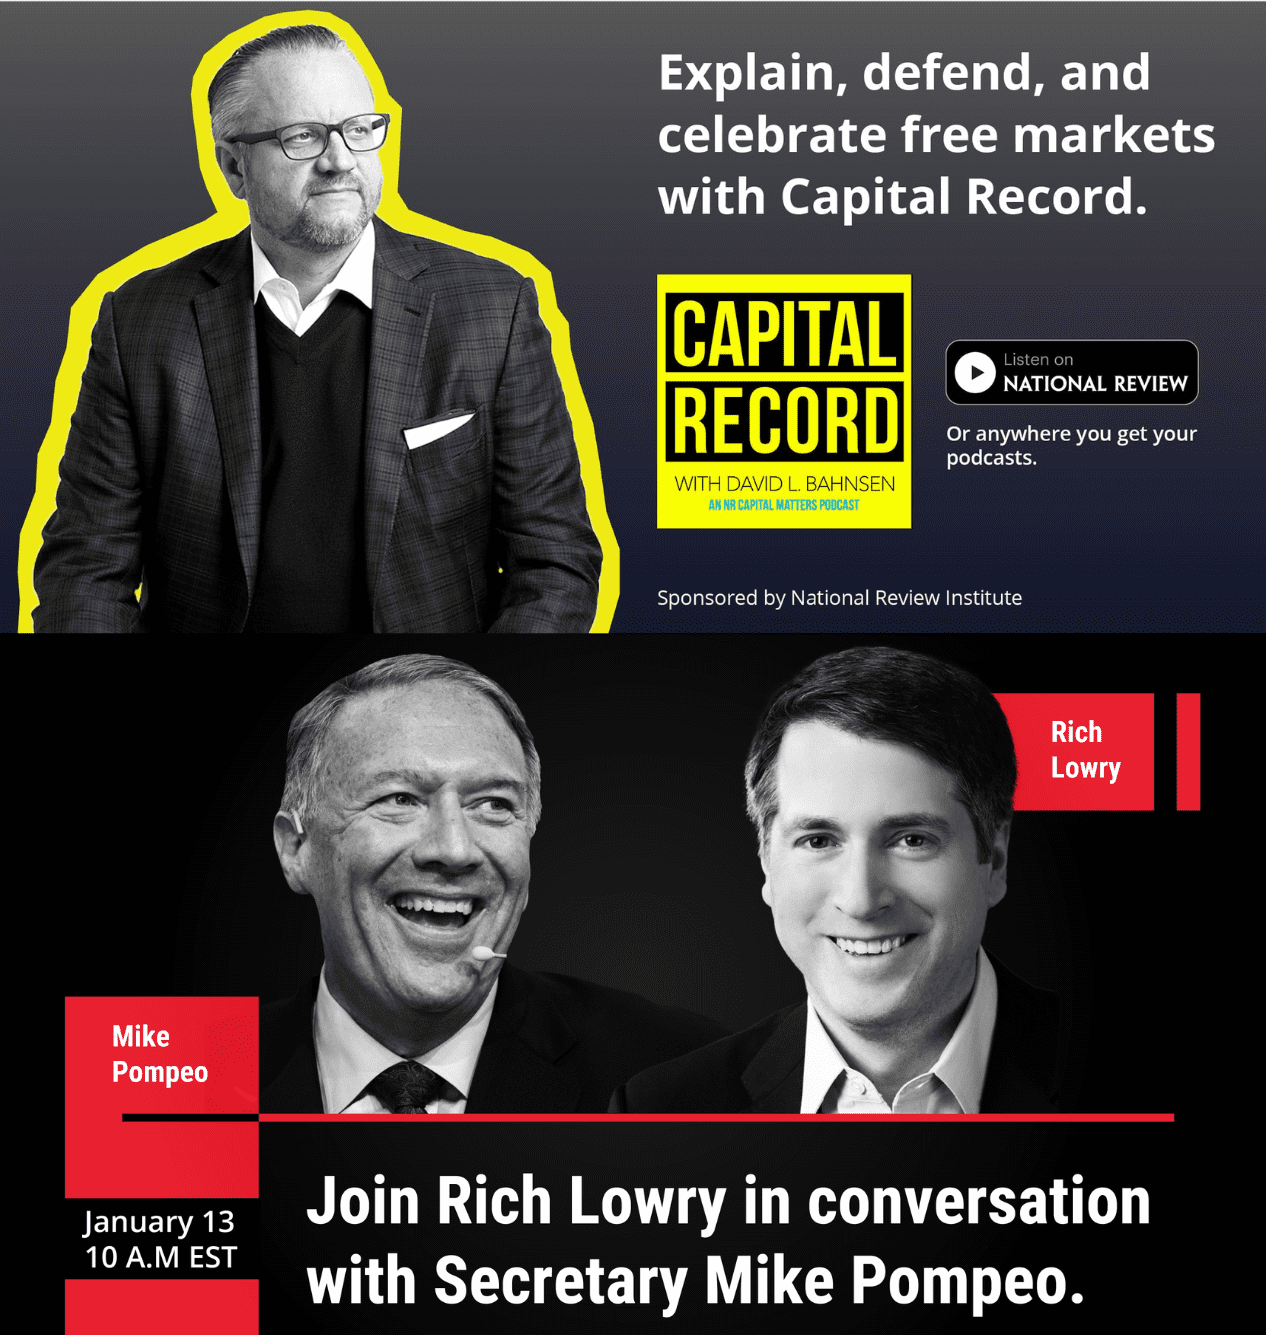 Explain, defend, and
celebrate free markets
with Capital Record.
CAPITAL
RECORD
WITH DAVID L. BAHNSEN
AN NR CAPITAL MATTERS PODCAST
Listen on
NATIONAL REVIEW
Or anywhere you get your
podcasts.
Sponsored by National Review Institute
Rich
Lowry
Mike
Pompeo
January 13
10 A.M EST
Join Rich Lowry in conversation
with Secretary Mike Pompeo.